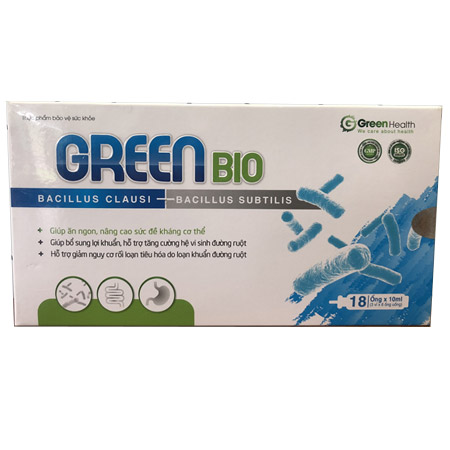 thực phẩm bảo vệ sức khỏe
GreenHealth
We care about health
GMP
ISO
GREEN BIO
BACILLUS CLAUSI
BACILLUS SUBTILIS
+ Giúp ăn ngon, nâng cao sức đề kháng cơ thể
+ Giúp bổ sung lợi khuẩn, hỗ trợ tăng cường hệ vi sinh đường ruột
+ Hỗ trợ giảm nguy cơ rối loạn tiêu hóa do loạn khuẩn đường ruột
18 Ống x 10ml